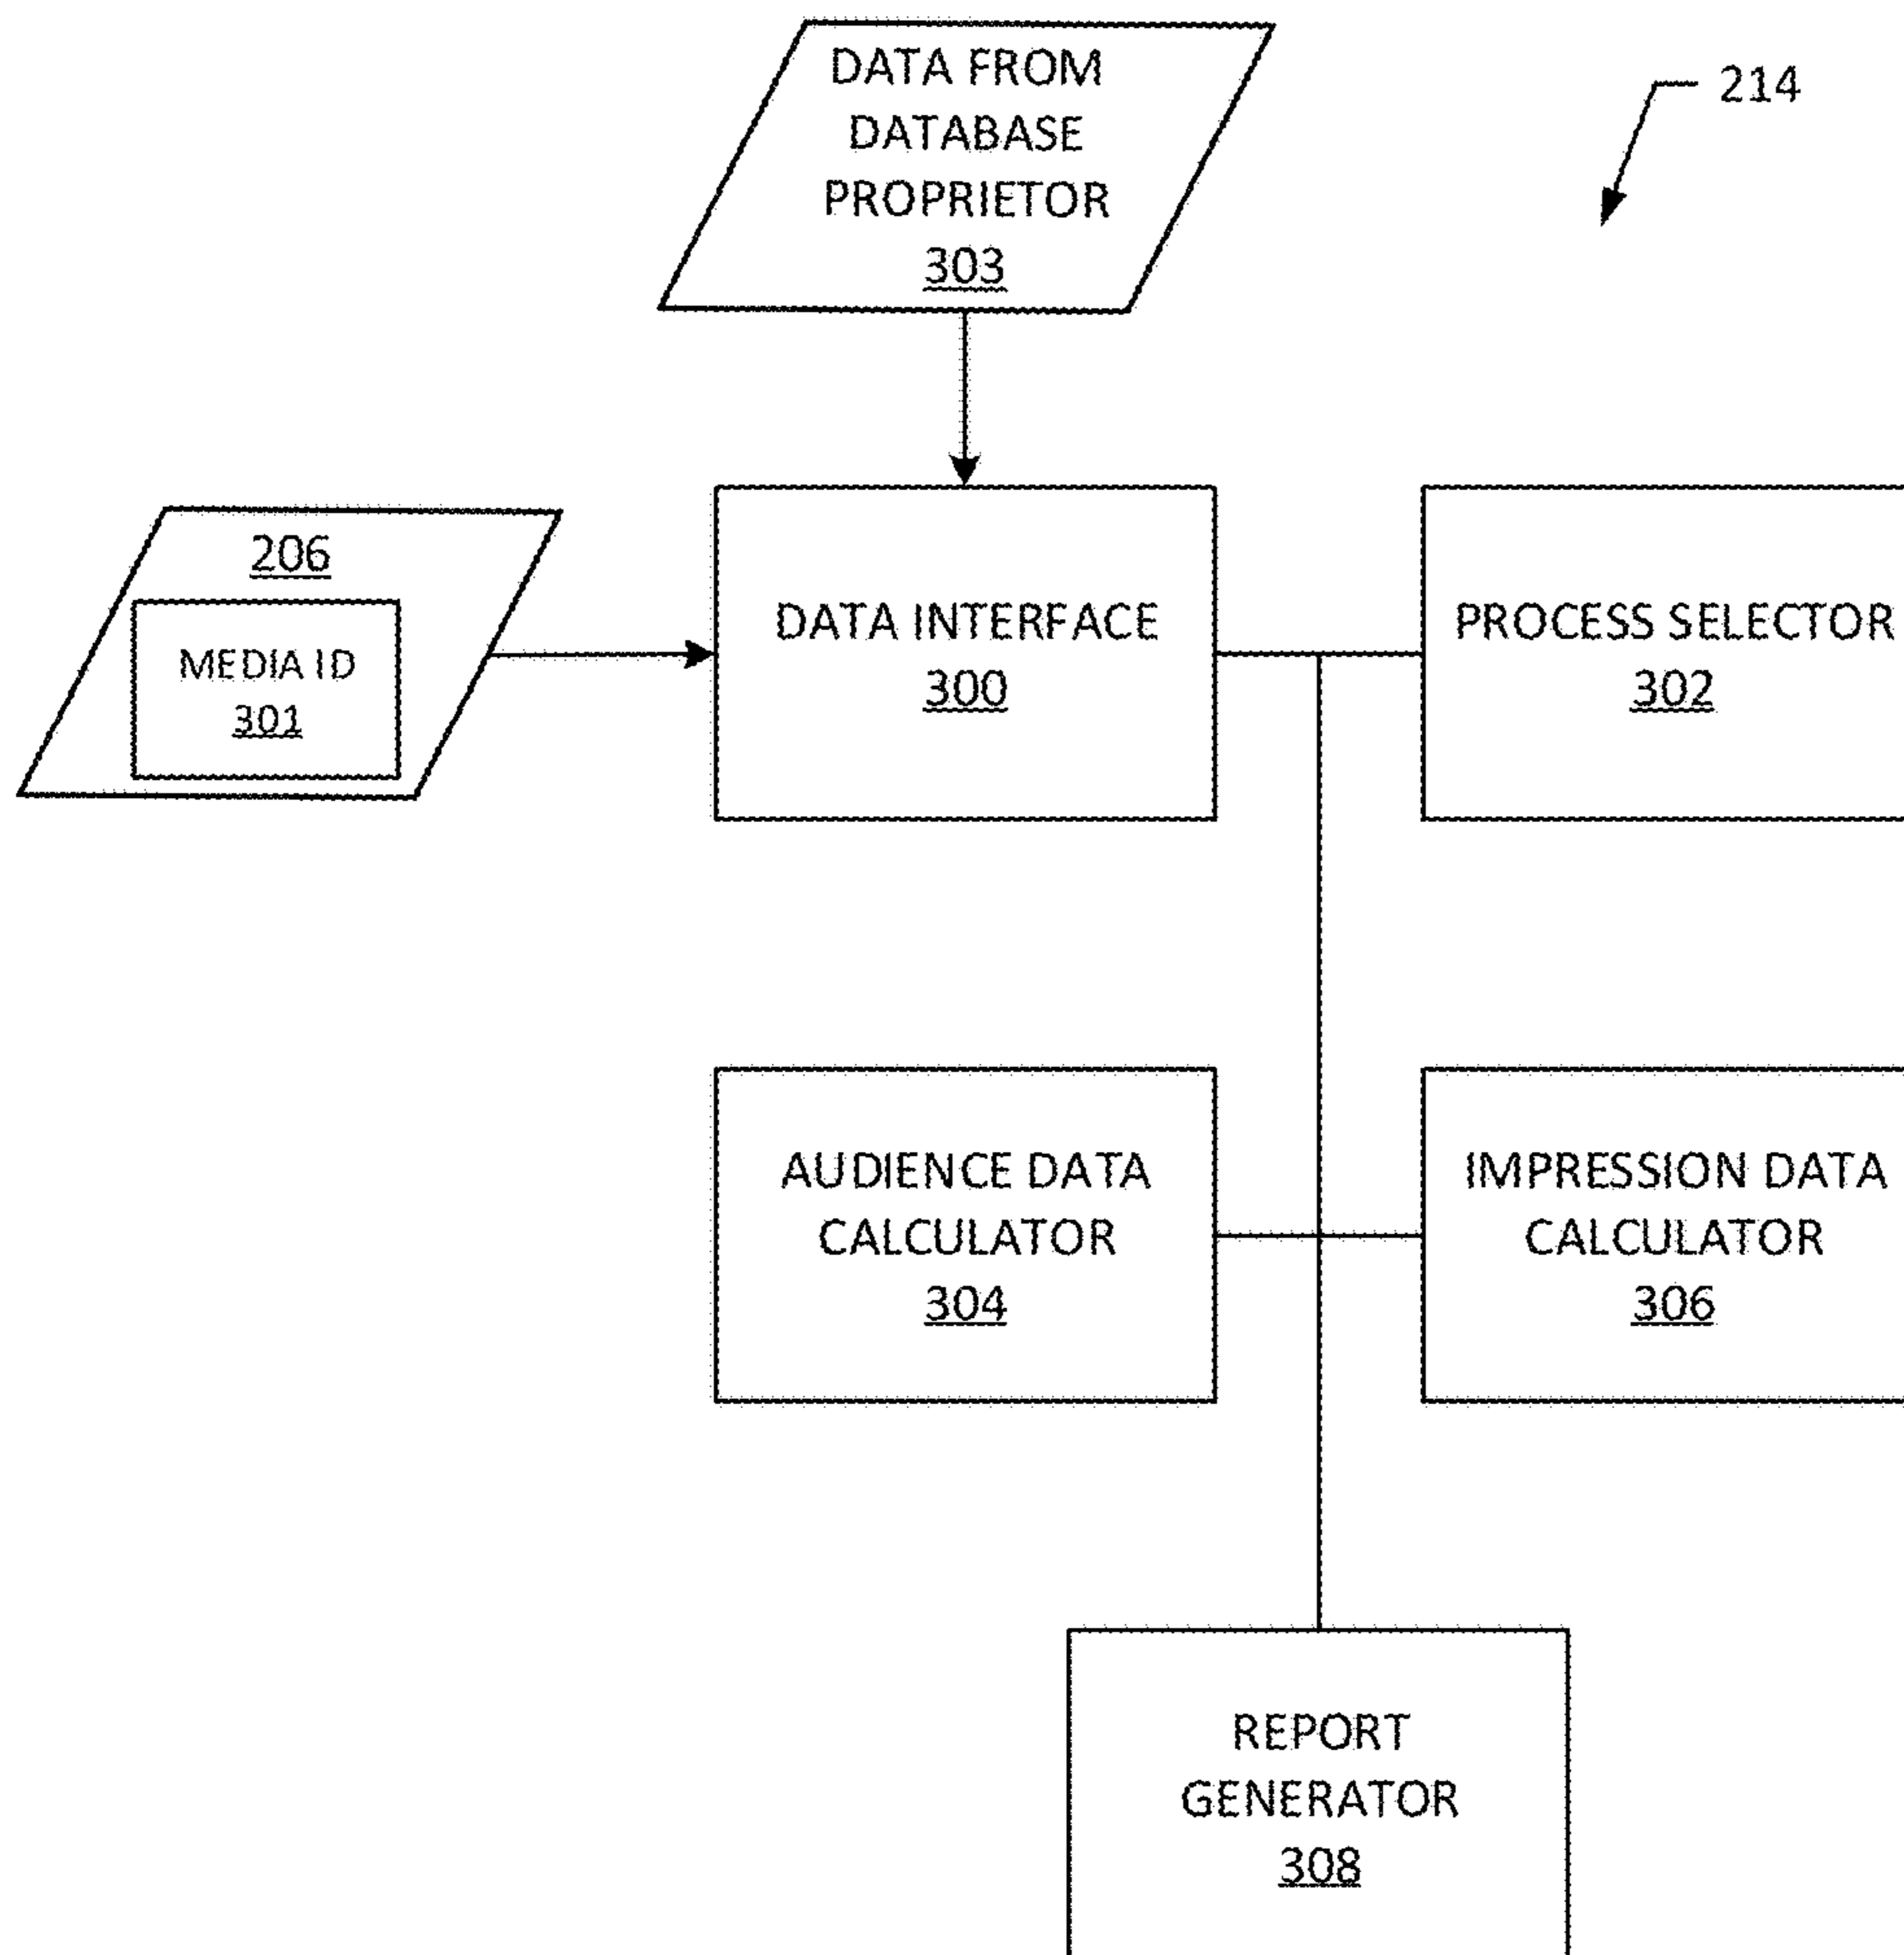 DATA FROM
DATABASE
PROPRIETOR
303
214
206
MEDIA ID
301
DATA INTERFACE
300
PROCESS SELECTOR
302
AUDIENCE DATA
CALCULATOR
304
IMPRESSION DATA
CALCULATOR
306
REPORT
GENERATOR
308